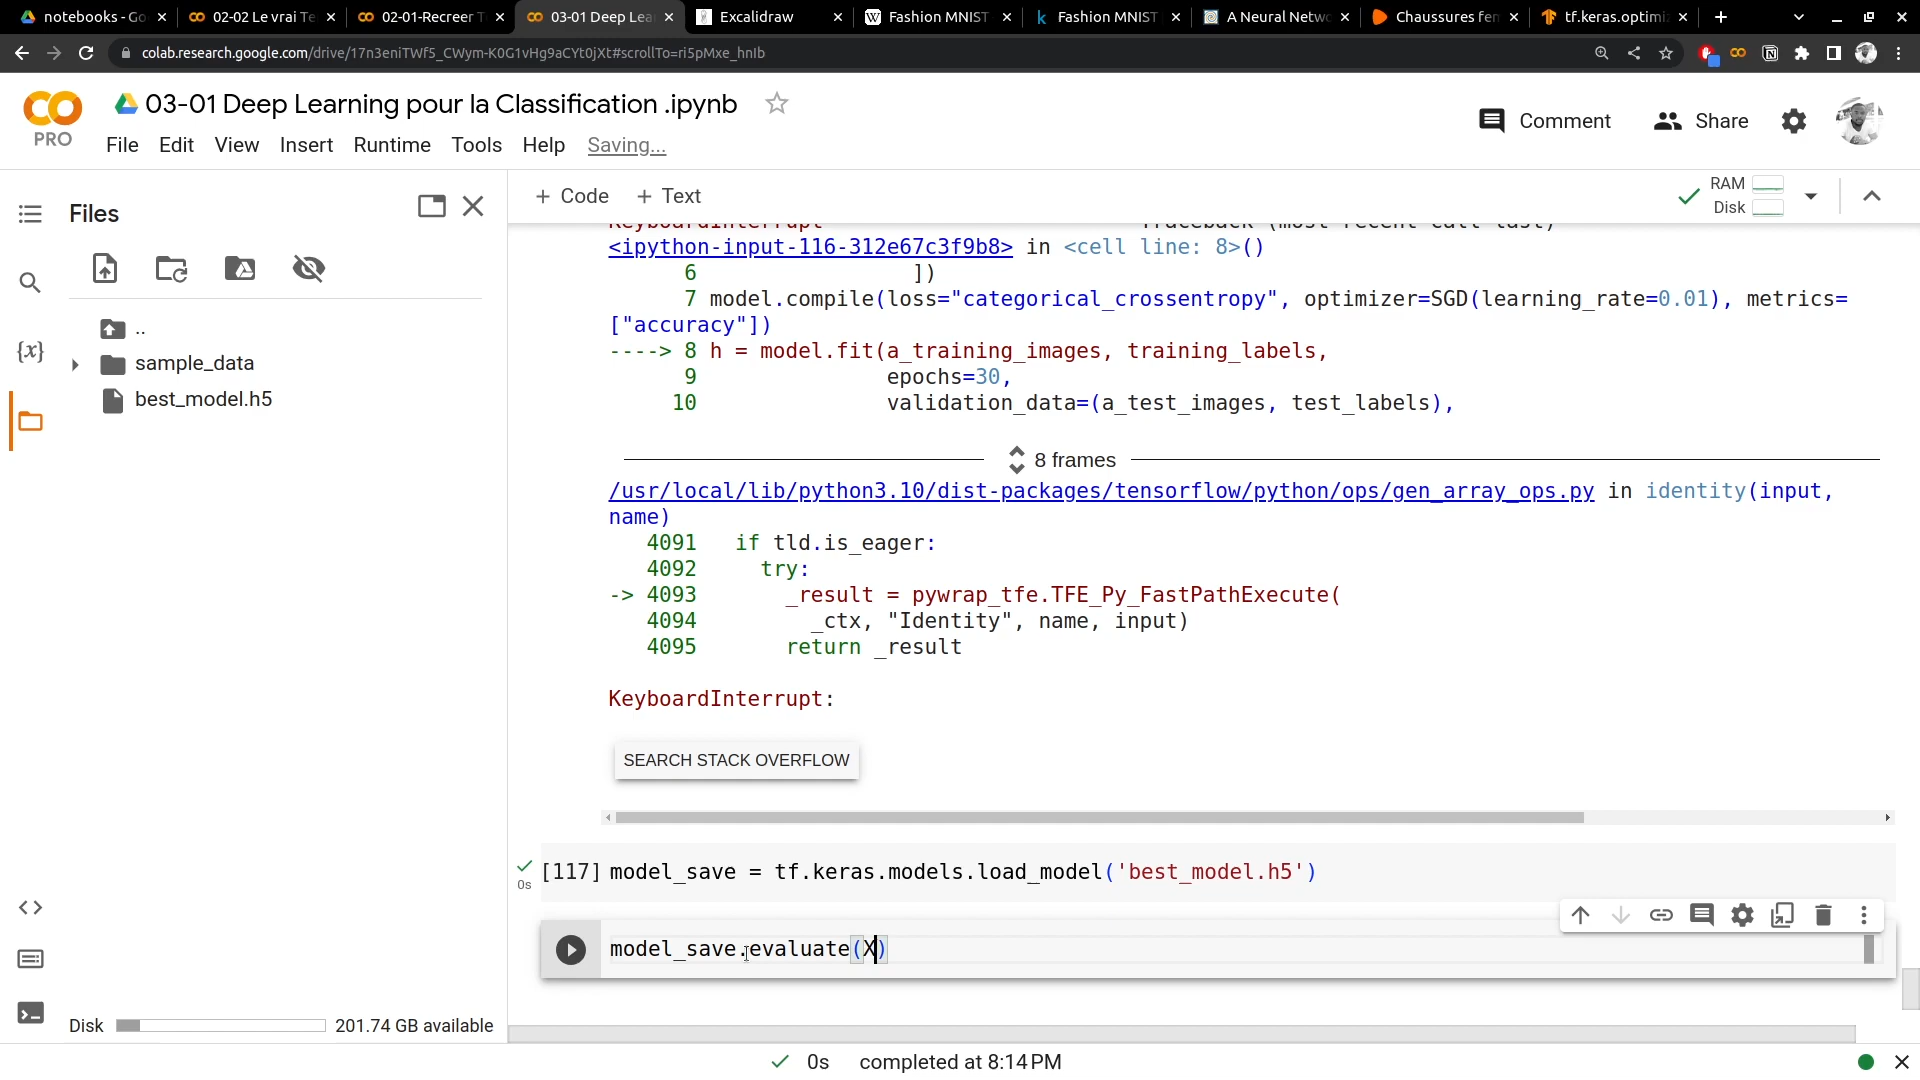 notebooks - Go
02-02 Le vrai Te
02-01-Recreer T
03-01 Deep Lea
Excalidraw
Fashion MNIST
Fashion MNIST
A Neural Netwo
Chaussures fem
tf.keras.optimi
colab.research.google.com/drive/17n3eniTWf5_CWym-K0G1vHg9aCYt0jXt#scrollTo=ri5pMxe_hnIb
PRO
03-01 Deep Learning pour la Classification .ipynb
File Edit View Insert Runtime Tools Help Saving...
Comment
Share
Files
+ Code + Text
RAM
Disk
..
sample_data
best_model.h5
{x}
KeyboardInterrupt Traceback (most recent call last)
<ipython-input-116-312e67c3f9b8> in <cell line: 8>()
6 ])
7 model.compile(loss="categorical_crossentropy", optimizer=SGD(learning_rate=0.01), metrics=
["accuracy"])
----> 8 h = model.fit(a_training_images, training_labels,
9 epochs=30,
10 validation_data=(a_test_images, test_labels),
8 frames
/usr/local/lib/python3.10/dist-packages/tensorflow/python/ops/gen_array_ops.py in identity(input,
name)
4091 if tld.is_eager:
4092 try:
-> 4093 _result = pywrap_tfe.TFE_Py_FastPathExecute(
4094 _ctx, "Identity", name, input)
4095 return _result
KeyboardInterrupt:
SEARCH STACK OVERFLOW
[117] model_save = tf.keras.models.load_model('best_model.h5')
0s
model_save.evaluate(X)
Disk 201.74 GB available
0s completed at 8:14 PM